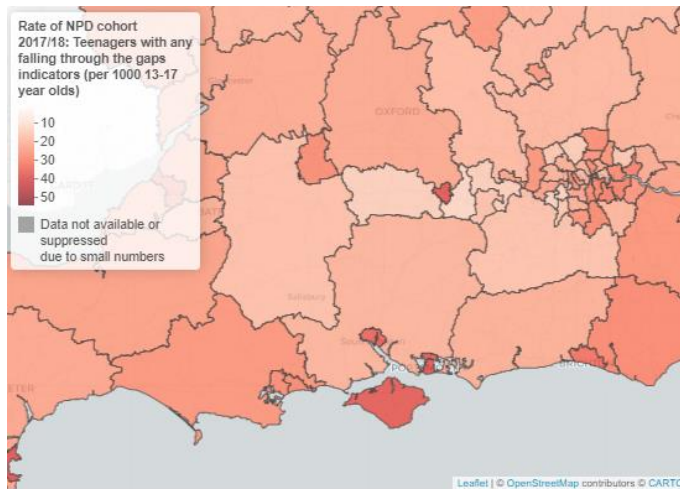 Rate of NPD cohort
2017/18: Teenagers with any
falling through the gaps
indicators (per 1000 13-17
year olds)
10
20
30
40
50
Data not available or
suppressed
due to small numbers
OXFORD
Salisbury
Leaflet | © OpenStreetMap contributors © CARTO